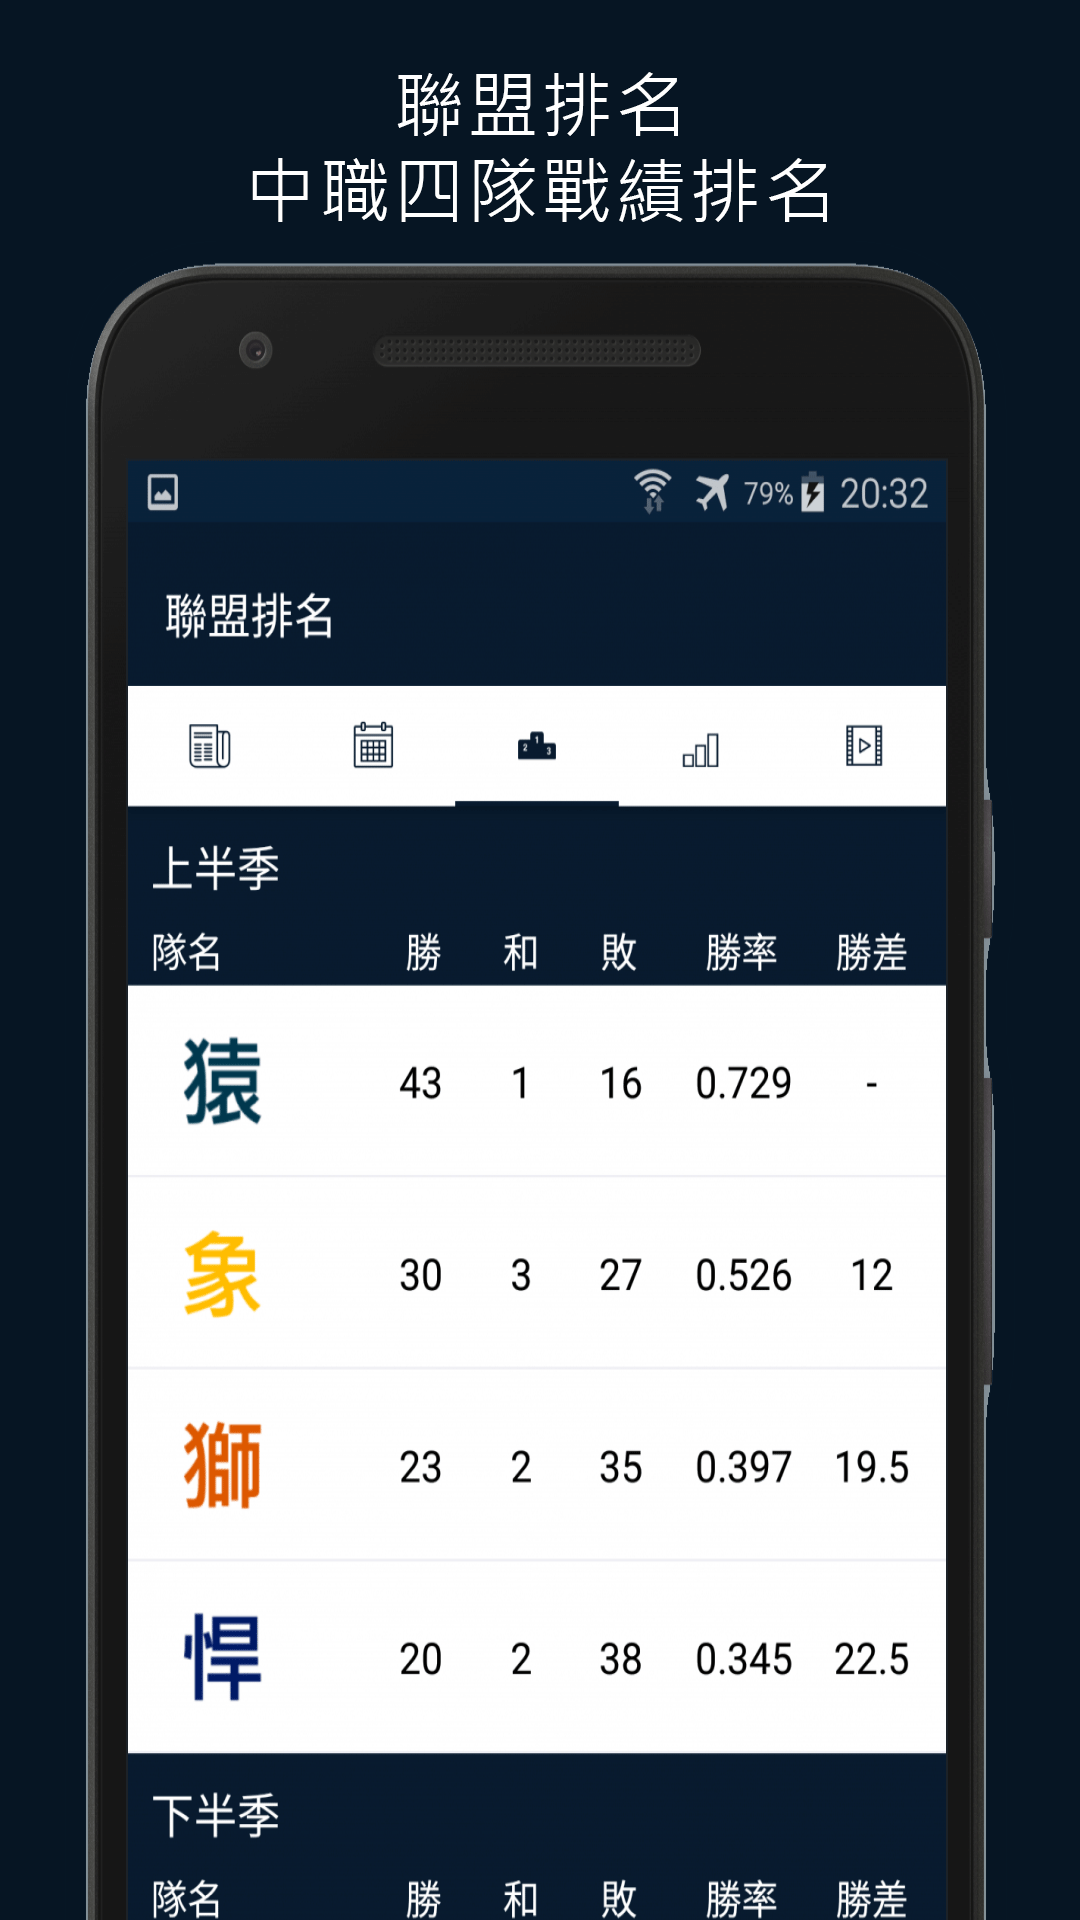 聯盟排名
中職四隊戰績排名
79% 20:32
聯盟排名
2 1 3
上半季
隊名 勝 和 敗 勝率 勝差
猿 43 1 16 0.729 -
象 30 3 27 0.526 12
獅 23 2 35 0.397 19.5
悍 20 2 38 0.345 22.5
下半季
隊名 勝 和 敗 勝率 勝差